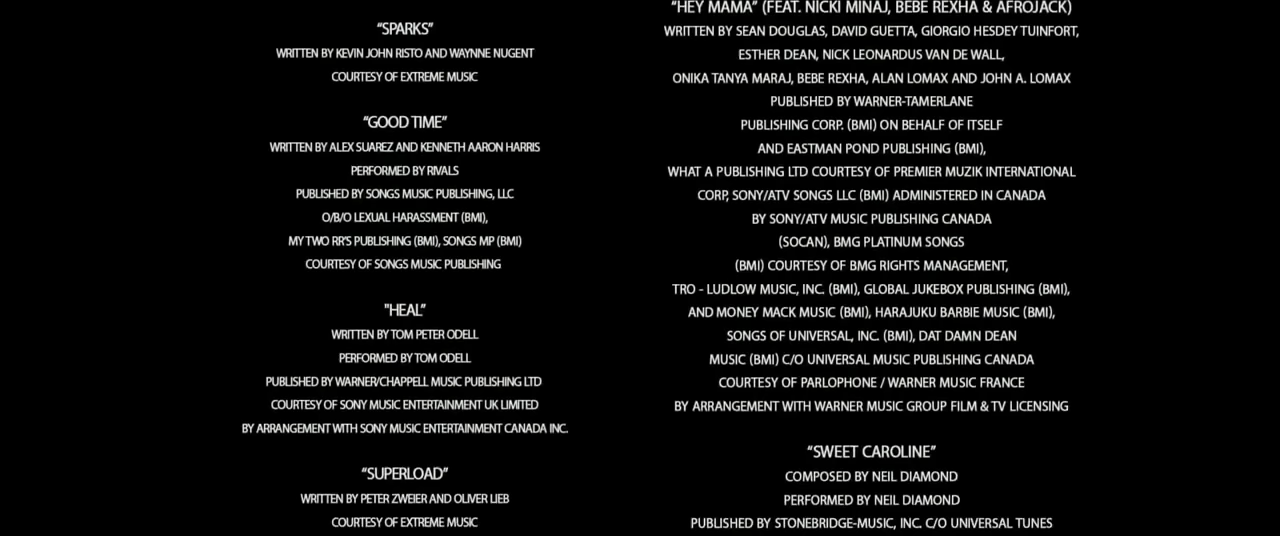 “SPARKS”
WRITTEN BY KEVIN JOHN RISTO AND WAYNNE NUGENT
COURTESY OF EXTREME MUSIC
“GOOD TIME”
WRITTEN BY ALEX SUAREZ AND KENNETH AARON HARRIS
PERFORMED BY RIVALS
PUBLISHED BY SONGS MUSIC PUBLISHING, LLC
O/B/O LEXUAL HARASSMENT (BMI),
MY TWO RR'S PUBLISHING (BMI), SONGS MP (BMI)
COURTESY OF SONGS MUSIC PUBLISHING
"HEAL”
WRITTEN BY TOM PETER ODELL
PERFORMED BY TOM ODELL
PUBLISHED BY WARNER/CHAPPELL MUSIC PUBLISHING LTD
COURTESY OF SONY MUSIC ENTERTAINMENT UK LIMITED
BY ARRANGEMENT WITH SONY MUSIC ENTERTAINMENT CANADA INC.
“SUPERLOAD”
WRITTEN BY PETER ZWEIER AND OLIVER LIEB
COURTESY OF EXTREME MUSIC
“HEY MAMA” (FEAT. NICKI MINAJ, BEBE REXHA & AFROJACK)
WRITTEN BY SEAN DOUGLAS, DAVID GUETTA, GIORGIO HESDEY TUINFORT,
ESTHER DEAN, NICK LEONARDUS VAN DE WALL,
ONIKA TANYA MARAJ, BEBE REXHA, ALAN LOMAX AND JOHN A. LOMAX
PUBLISHED BY WARNER-TAMERLANE
PUBLISHING CORP. (BMI) ON BEHALF OF ITSELF
AND EASTMAN POND PUBLISHING (BMI),
WHAT A PUBLISHING LTD COURTESY OF PREMIER MUZIK INTERNATIONAL
CORP, SONY/ATV SONGS LLC (BMI) ADMINISTERED IN CANADA
BY SONY/ATV MUSIC PUBLISHING CANADA
(SOCAN), BMG PLATINUM SONGS
(BMI) COURTESY OF BMG RIGHTS MANAGEMENT,
TRO - LUDLOW MUSIC, INC. (BMI), GLOBAL JUKEBOX PUBLISHING (BMI),
AND MONEY MACK MUSIC (BMI), HARAJUKU BARBIE MUSIC (BMI),
SONGS OF UNIVERSAL, INC. (BMI), DAT DAMN DEAN
MUSIC (BMI) C/O UNIVERSAL MUSIC PUBLISHING CANADA
COURTESY OF PARLOPHONE / WARNER MUSIC FRANCE
BY ARRANGEMENT WITH WARNER MUSIC GROUP FILM & TV LICENSING
“SWEET CAROLINE”
COMPOSED BY NEIL DIAMOND
PERFORMED BY NEIL DIAMOND
PUBLISHED BY STONEBRIDGE-MUSIC, INC. C/O UNIVERSAL TUNES